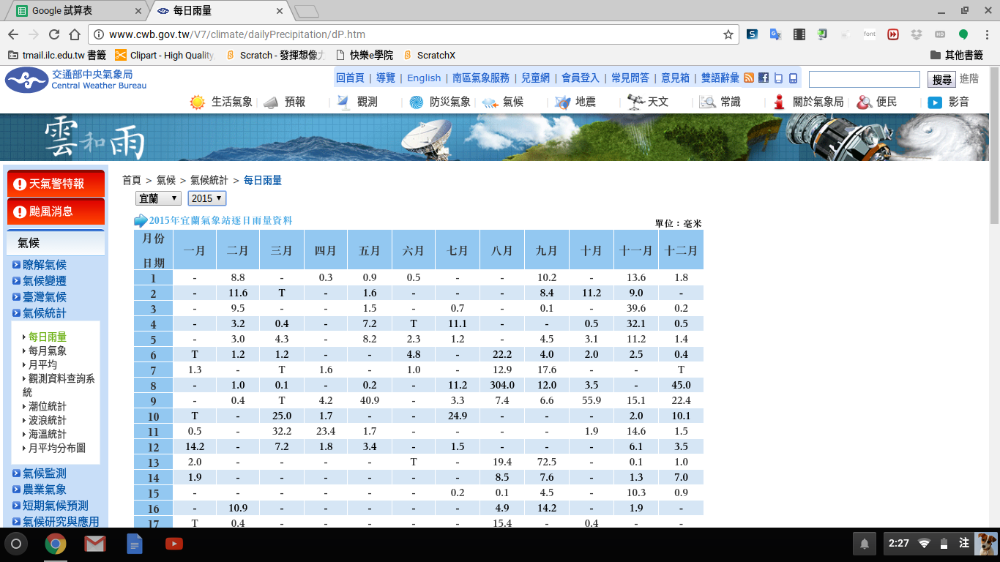 Google 試算表
每日雨量
www.cwb.gov.tw/V7/climate/dailyPrecipitation/dP.htm
tmail.ilc.edu.tw 書籤 Clipart - High Quality Scratch - 發揮想像力 快樂e學院 ScratchX 其他書籤
交通部中央氣象局
Central Weather Bureau
回首頁 | 導覽 | English | 南區氣象服務 | 兒童網 | 會員登入 | 常見問答 | 意見箱 | 雙語辭彙
搜尋 進階
生活氣象 預報 觀測 防災氣象 氣候 地震 天文 常識 關於氣象局 便民 影音
雲和雨
天氣警特報
颱風消息
氣候
瞭解氣候
氣候變遷
臺灣氣候
氣候統計
每日雨量
每月氣象
月平均
觀測資料查詢系
統
潮位統計
波浪統計
海溫統計
月平均分布圖
氣候監測
農業氣象
短期氣候預測
氣候研究與應用
首頁 > 氣候 > 氣候統計 > 每日雨量
宜蘭 ▼ 2015 ▼
2015年宜蘭氣象站逐日雨量資料 單位：毫米
月份
日期 一月 二月 三月 四月 五月 六月 七月 八月 九月 十月 十一月 十二月
1 - 8.8 - 0.3 0.9 0.5 - - 10.2 - 13.6 1.8
2 - 11.6 T - 1.6 - - - 8.4 11.2 9.0 -
3 - 9.5 - - 1.5 - 0.7 - 0.1 - 39.6 0.2
4 - 3.2 0.4 - 7.2 T 11.1 - - 0.5 32.1 0.5
5 - 3.0 4.3 - 8.2 2.3 1.2 - 4.5 3.1 11.2 1.4
6 T 1.2 1.2 - - 4.8 - 22.2 4.0 2.0 2.5 0.4
7 1.3 - T 1.6 - 1.0 - 12.9 17.6 - - T
8 - 1.0 0.1 - 0.2 - 11.2 304.0 12.0 3.5 - 45.0
9 - 0.4 T 4.2 40.9 - 3.3 7.4 6.6 55.9 15.1 22.4
10 T - 25.0 1.7 - - 24.9 - - - 2.0 10.1
11 0.5 - 32.2 23.4 1.7 - - - - 1.9 14.6 1.5
12 14.2 - 7.2 1.8 3.4 - 1.5 - - - 6.1 3.5
13 2.0 - - - - T - 19.4 72.5 - 0.1 1.0
14 1.9 - - - - - - 8.5 7.6 - 1.3 7.0
15 - - - - - - 0.2 0.1 4.5 - 10.3 0.9
16 - 10.9 - - - - - 4.9 14.2 - 1.9 -
17 T 0.4 - - - - - 15.4 - 0.4 - -
2:27 注